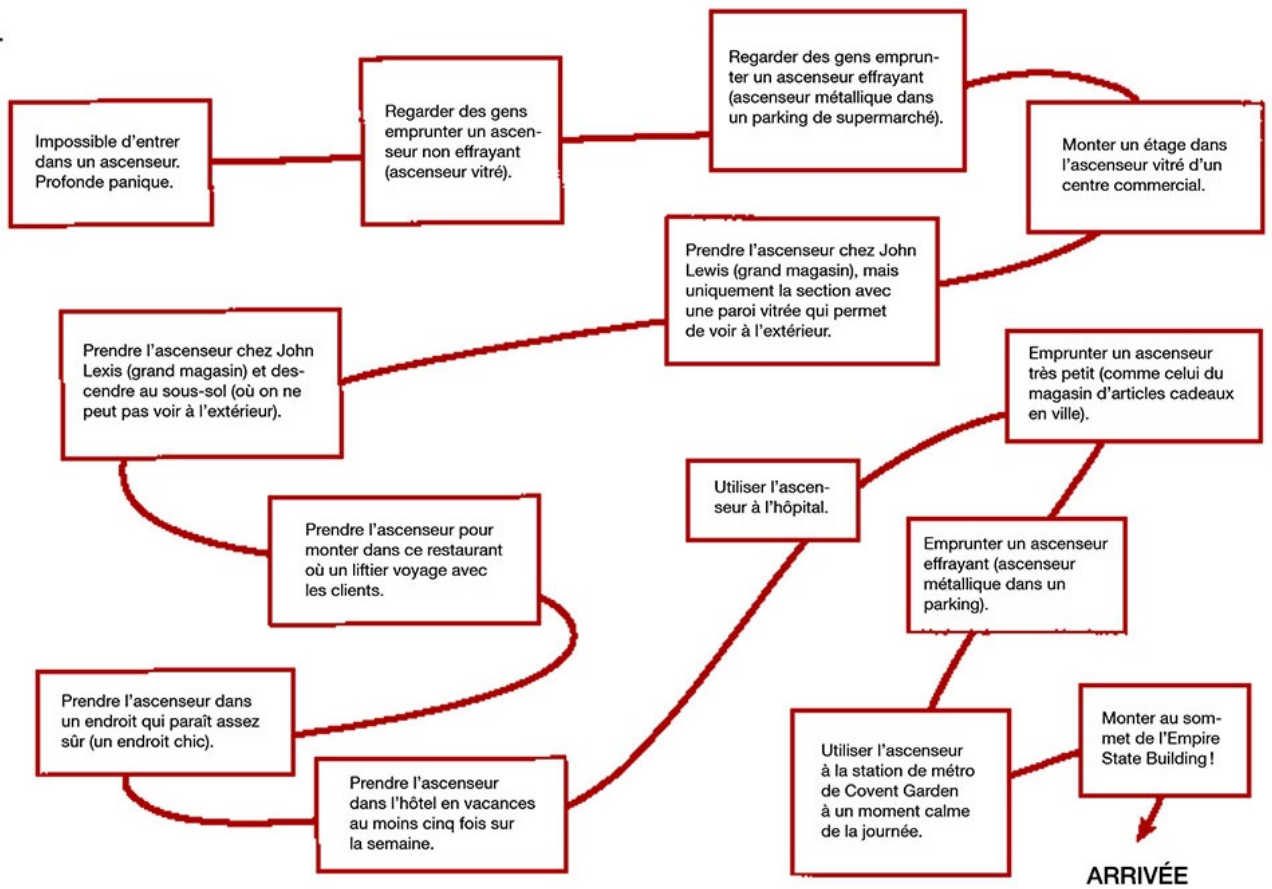 Impossible d'entrer
dans un ascenseur.
Profonde panique.
Regarder des gens
emprunter un ascen-
seur non effrayant
(ascenseur vitré).
Regarder des gens emprun-
ter un ascenseur effrayant
(ascenseur métallique dans
un parking de supermarché).
Monter un étage dans
l'ascenseur vitré d'un
centre commercial.
Prendre l'ascenseur chez John
Lewis (grand magasin), mais
uniquement la section avec
une paroi vitrée qui permet
de voir à l'extérieur.
Prendre l'ascenseur chez John
Lexis (grand magasin) et des-
cendre au sous-sol (où on ne
peut pas voir à l'extérieur).
Prendre l'ascenseur pour
monter dans ce restaurant
où un liftier voyage avec
les clients.
Prendre l'ascenseur dans
un endroit qui paraît assez
sûr (un endroit chic).
Prendre l'ascenseur
dans l'hôtel en vacances
au moins cinq fois sur
la semaine.
Utiliser l'ascen-
seur à l'hôpital.
Emprunter un ascenseur
très petit (comme celui du
magasin d'articles cadeaux
en ville).
Emprunter un ascenseur
effrayant (ascenseur
métallique dans un
parking).
Utiliser l'ascenseur
à la station de métro
de Covent Garden
à un moment calme
de la journée.
Monter au som-
met de l'Empire
State Building !
ARRIVÉE